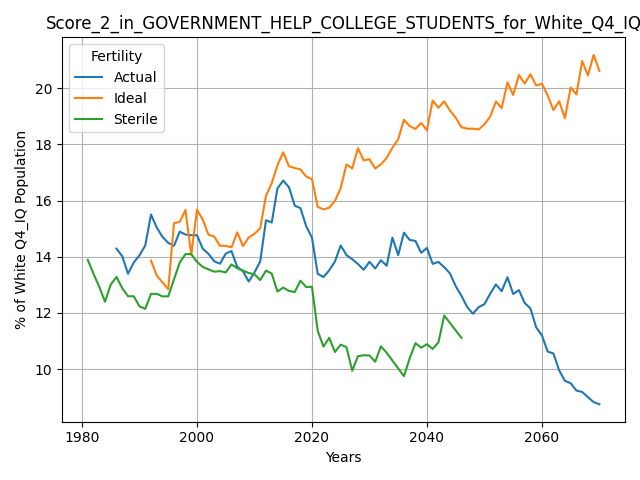 Score_2_in_GOVERNMENT_HELP_COLLEGE_STUDENTS_for_White_Q4_IQ
Fertility
Actual
Ideal
Sterile
% of White Q4_IQ Population
20
18
16
14
12
10
1980 2000 2020 2040 2060
Years